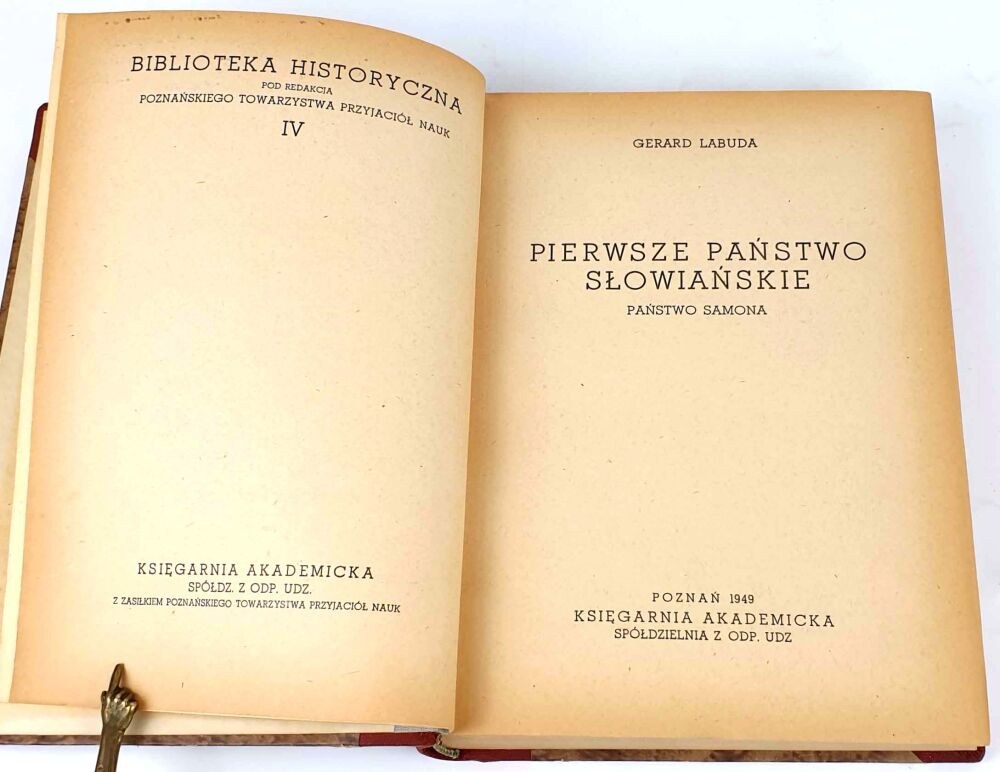 BIBLIOTEKA HISTORYCZNA
POD REDAKCJĄ
POZNAŃSKIEGO TOWARZYSTWA PRZYJACIÓŁ NAUK
IV
KSIĘGARNIA AKADEMICKA
SPÓŁDZ. Z ODP. UDZ.
Z ZASIŁKIEM POZNAŃSKIEGO TOWARZYSTWA PRZYJACIÓŁ NAUK
GERARD LABUDA
PIERWSZE PAŃSTWO
SŁOWIAŃSKIE
PAŃSTWO SAMONA
POZNAŃ 1949
KSIĘGARNIA AKADEMICKA
SPÓŁDZIELNIA Z ODP. UDZ